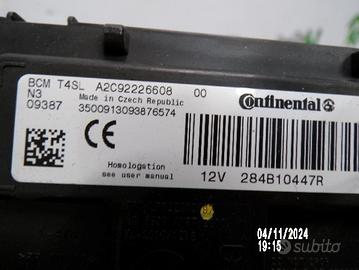 BCM T4SL A2C92226608 00
N3 Made in Czech Republic
09387 3500913093876574
Continental
CE
Homologation
see user manual
12V 284B10447R
04/11/2024
19:15
subito